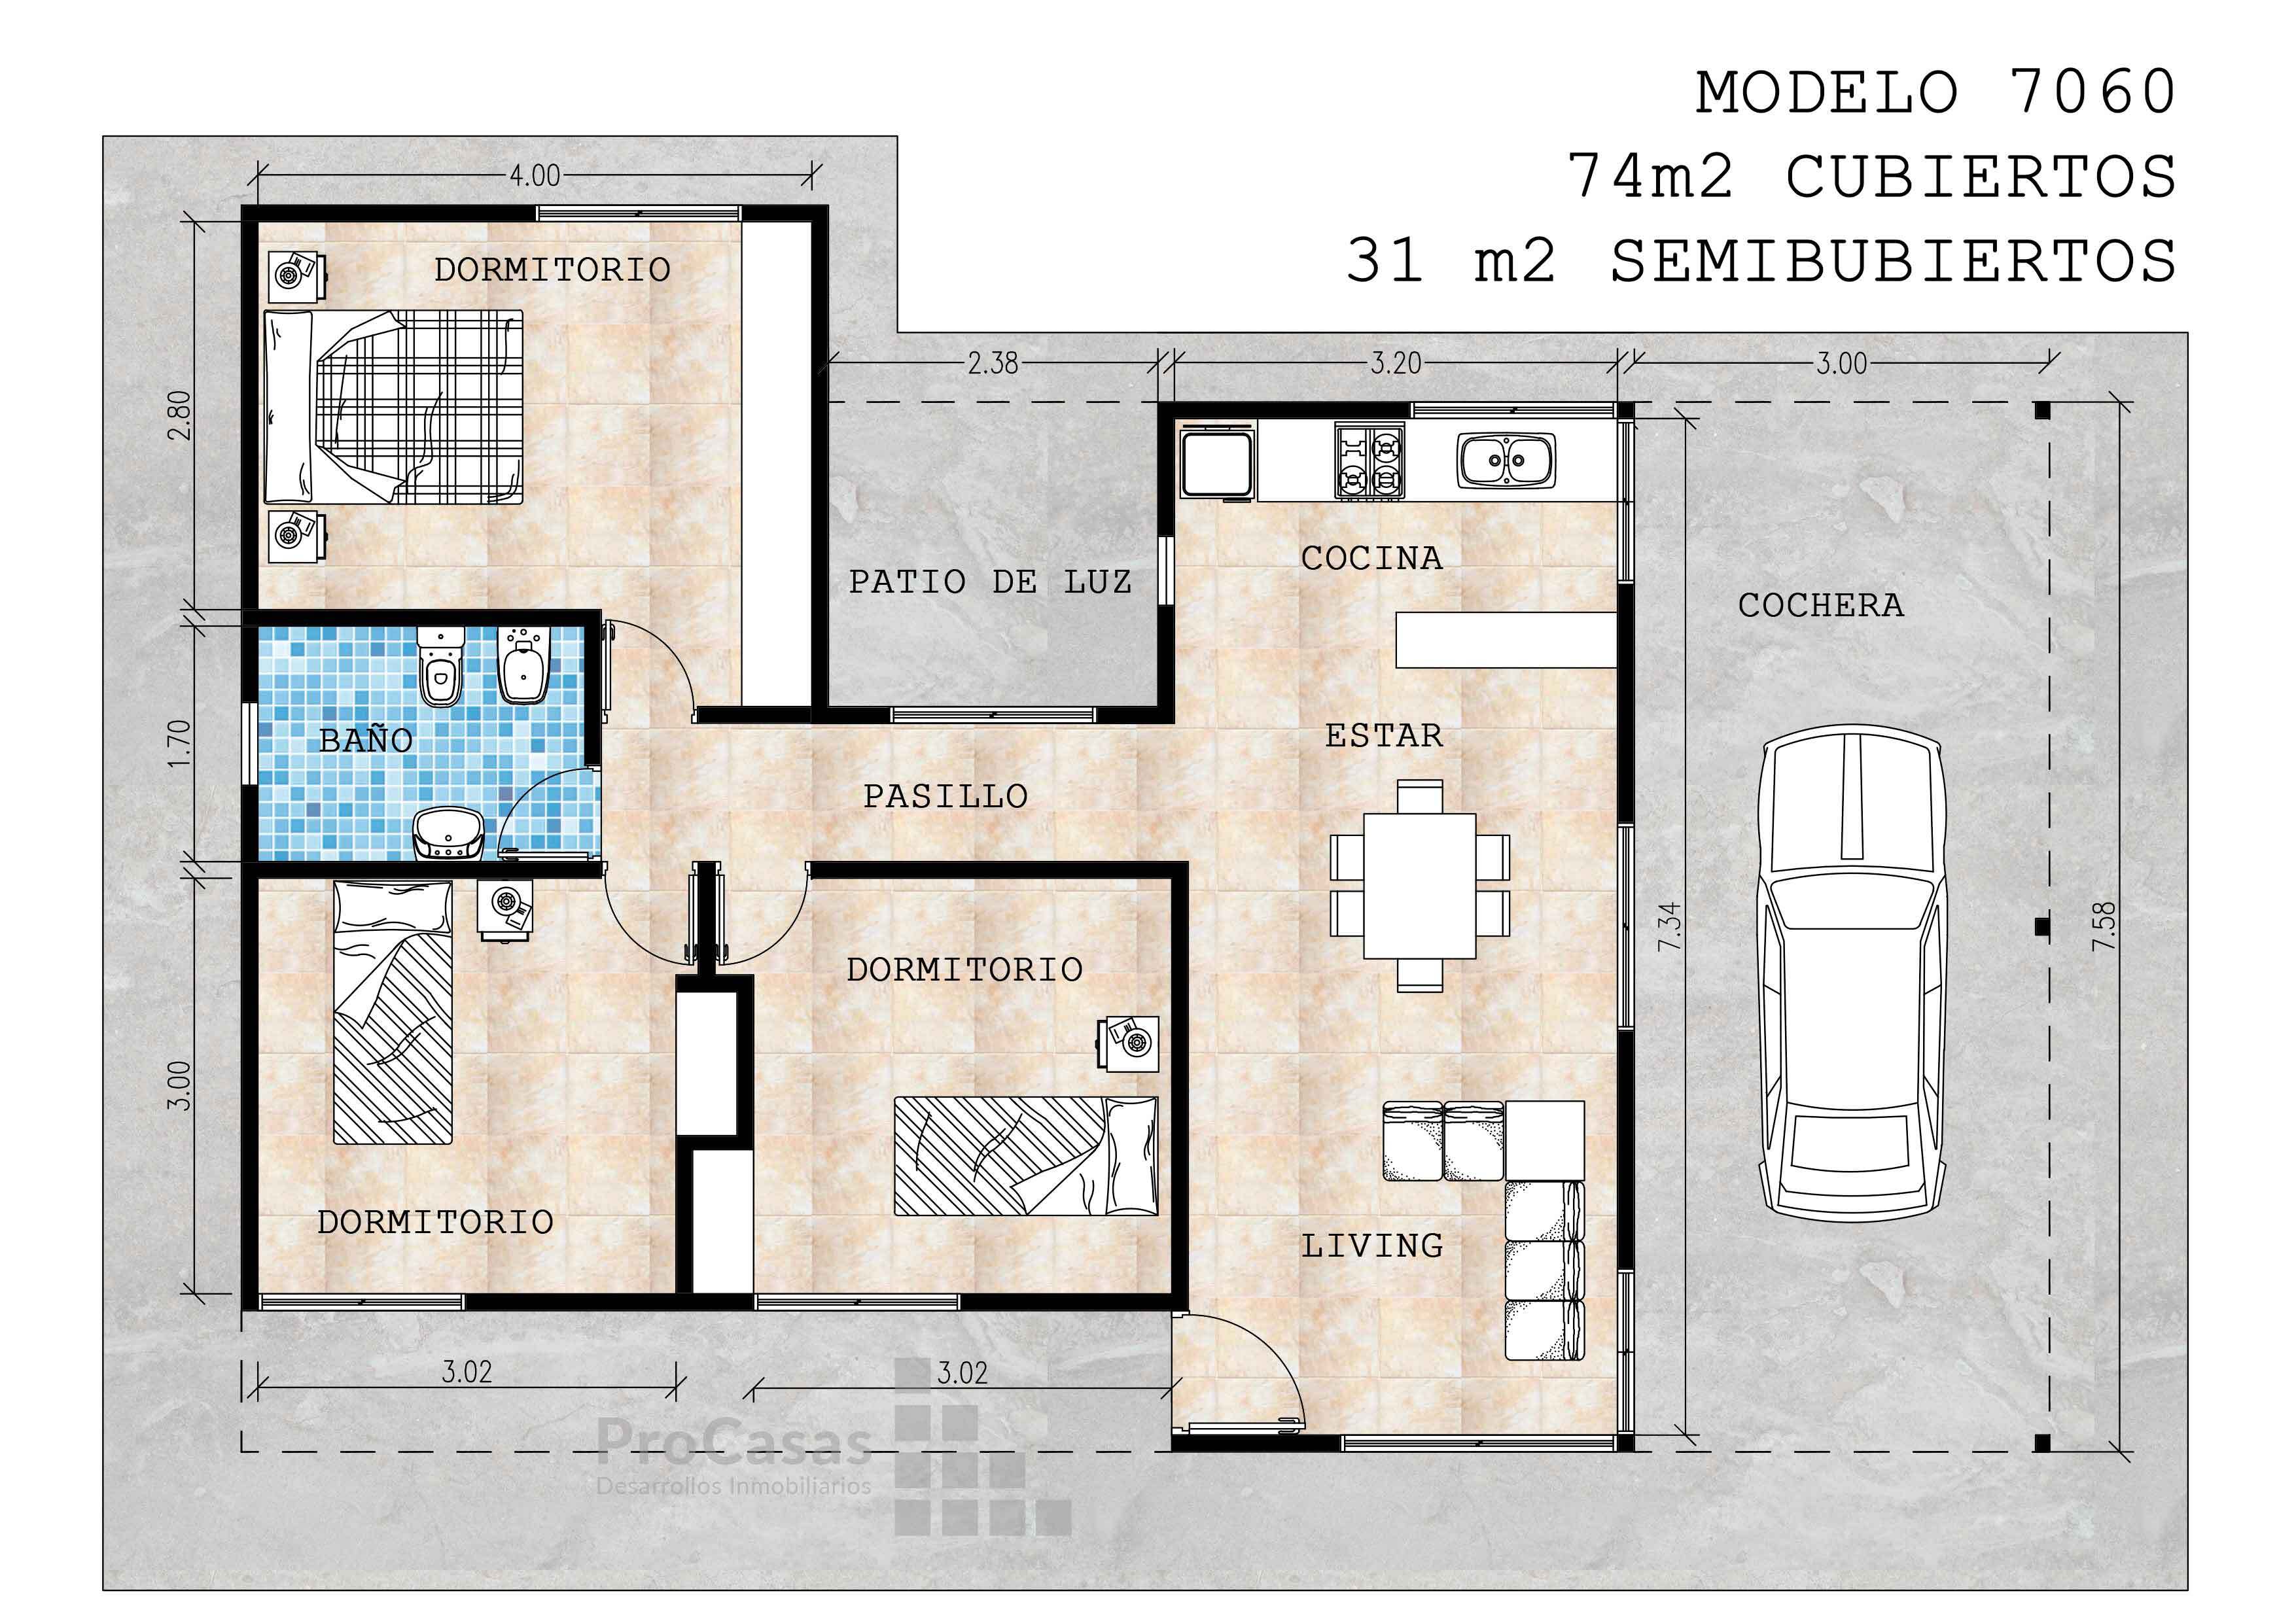 MODELO 7060
74m2 CUBIERTOS
31 m2 SEMIBUBIERTOS
4.00
DORMITORIO
2.38
3.20
3.00
2.80
COCINA
PATIO DE LUZ
COCHERA
BAÑO
1.70
ESTAR
PASILLO
7.34
7.58
DORMITORIO
3.00
DORMITORIO
LIVING
3.02
3.02
ProCasas
Desarrollos Inmobiliarios